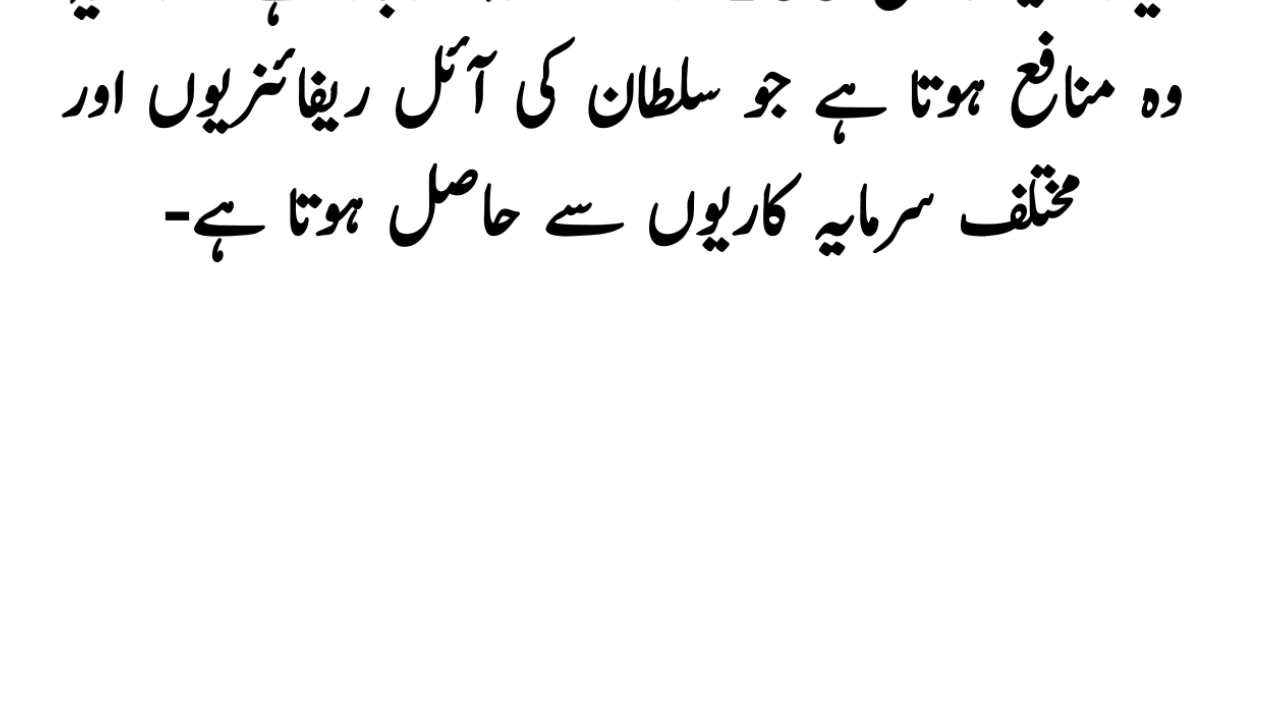 وہ منافع ہوتا ہے جو سلطان کی آئل ریفائنریوں اور
مختلف سرمایہ کاریوں سے حاصل ہوتا ہے-